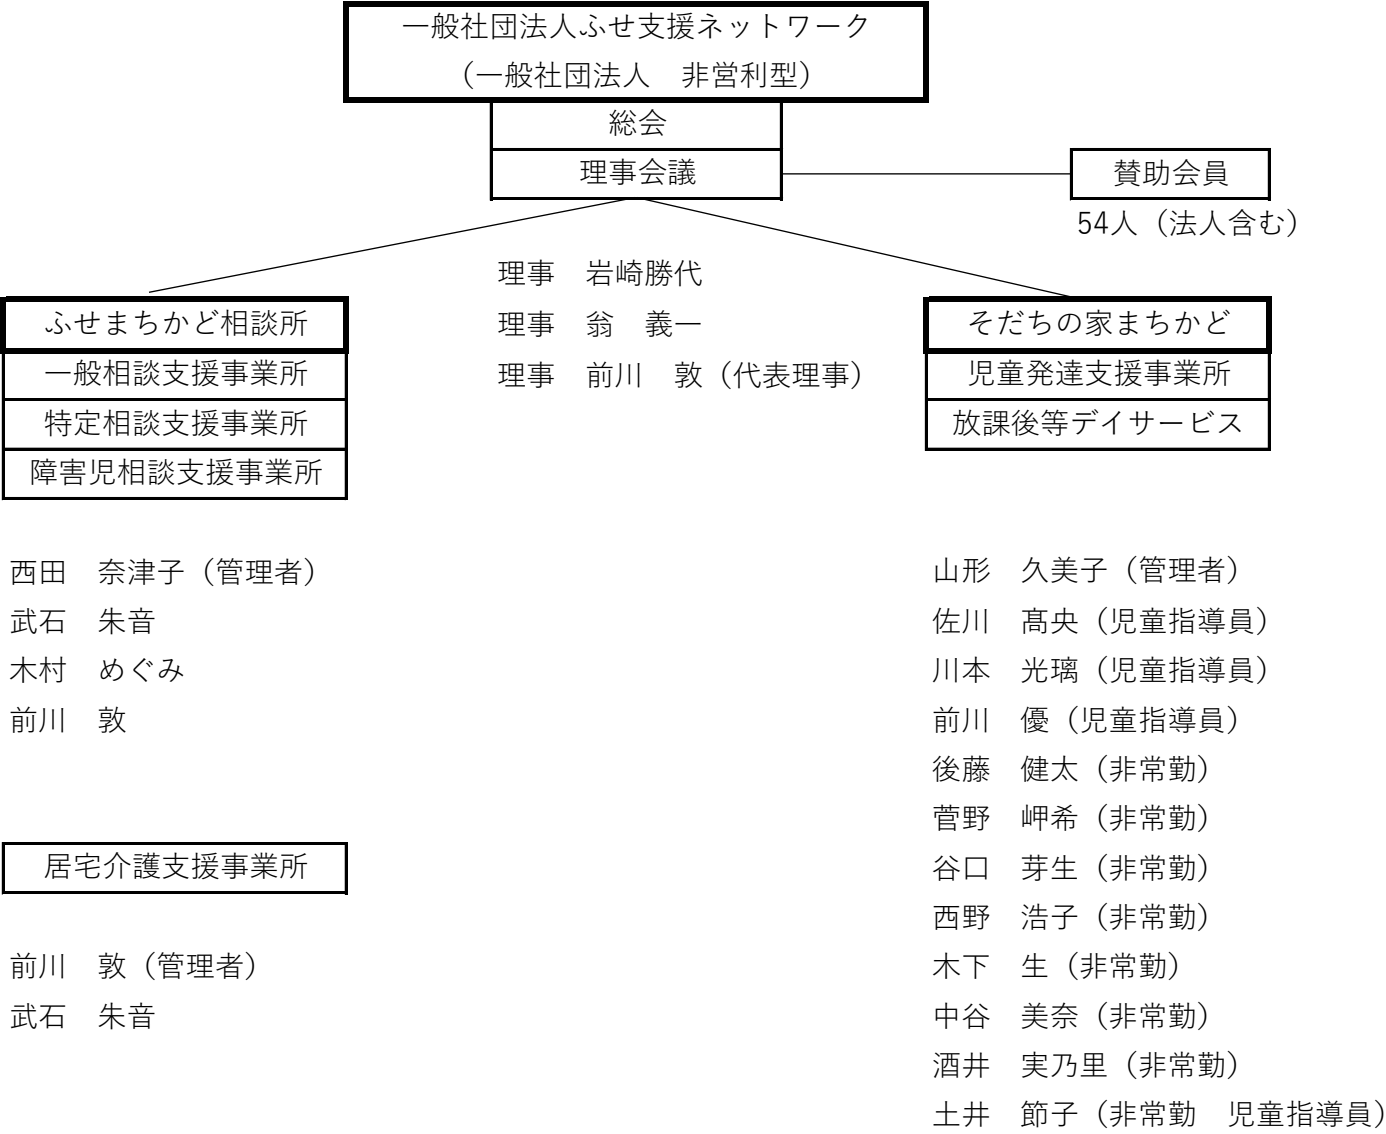 一般社団法人ふせ支援ネットワーク
（一般社団法人　非営利型）
総会
理事会議
賛助会員
54人（法人含む）
理事　岩崎勝代
理事　翁　義一
理事　前川　敦（代表理事）
ふせまちかど相談所
一般相談支援事業所
特定相談支援事業所
障害児相談支援事業所
西田　奈津子（管理者）
武石　朱音
木村　めぐみ
前川　敦
居宅介護支援事業所
前川　敦（管理者）
武石　朱音
そだちの家まちかど
児童発達支援事業所
放課後等デイサービス
山形　久美子（管理者）
佐川　髙央（児童指導員）
川本　光璃（児童指導員）
前川　優（児童指導員）
後藤　健太（非常勤）
菅野　岬希（非常勤）
谷口　芽生（非常勤）
西野　浩子（非常勤）
木下　生（非常勤）
中谷　美奈（非常勤）
酒井　実乃里（非常勤）
土井　節子（非常勤　児童指導員）